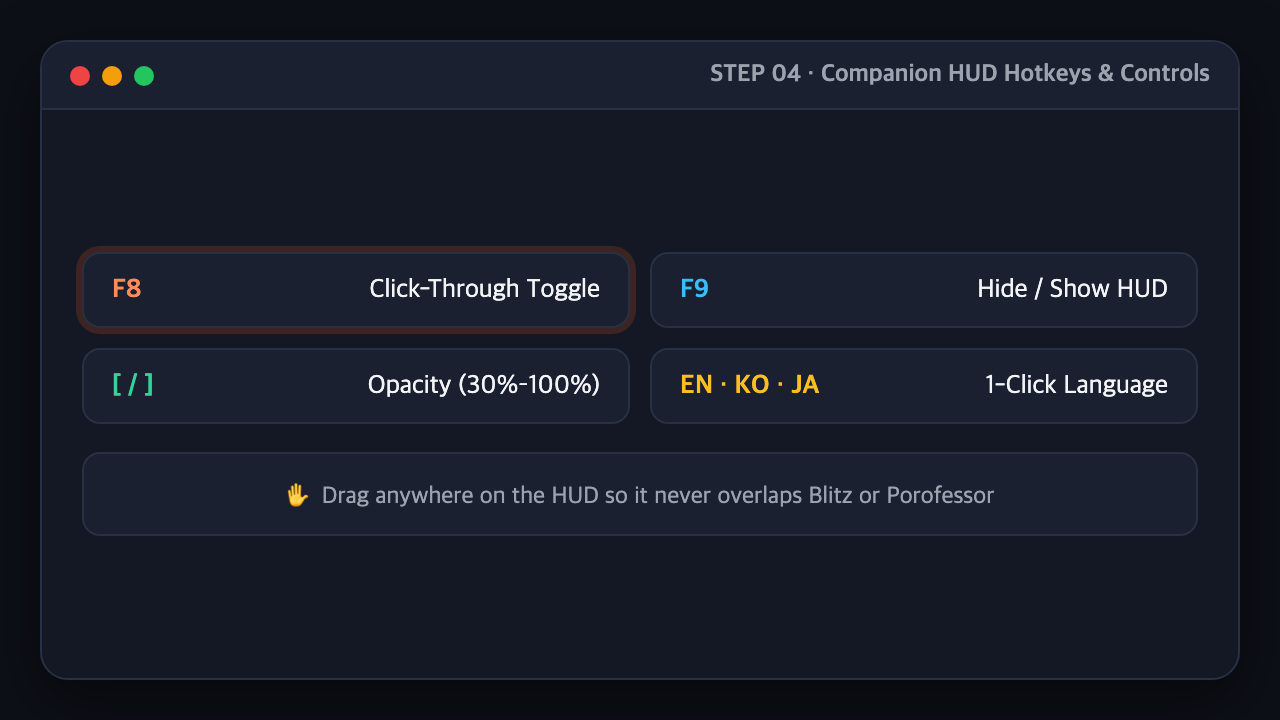 STEP 04 · Companion HUD Hotkeys & Controls
F8 Click-Through Toggle
F9 Hide / Show HUD
[ / ] Opacity (30%-100%)
EN · KO · JA 1-Click Language
🖐 Drag anywhere on the HUD so it never overlaps Blitz or Porofessor